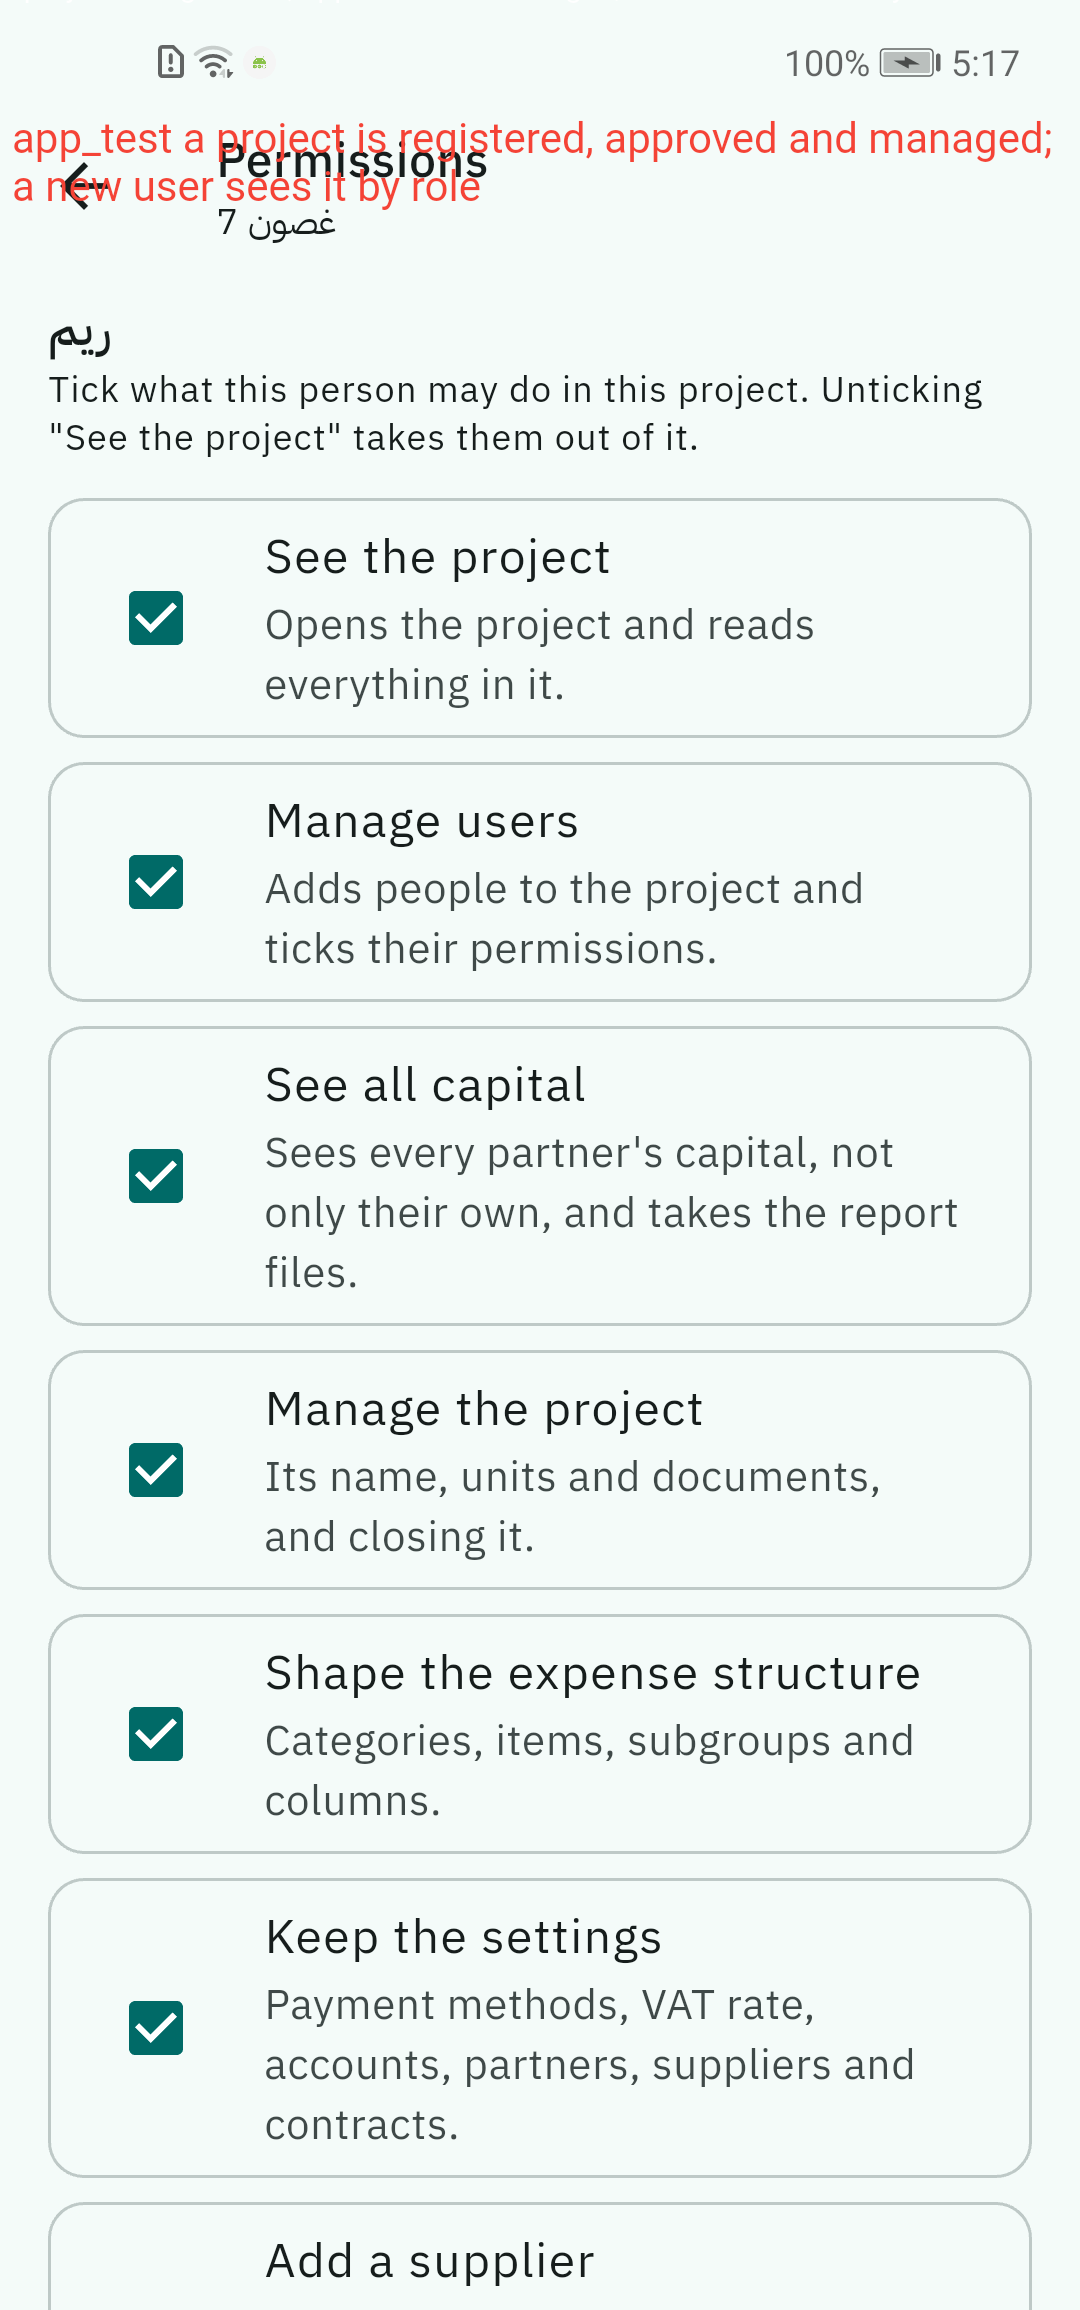 100% 5:17
app_test a project is registered, approved and managed;
a new user sees it by role
Permissions
غصون 7
ريم
Tick what this person may do in this project. Unticking
"See the project" takes them out of it.
See the project
Opens the project and reads
everything in it.
Manage users
Adds people to the project and
ticks their permissions.
See all capital
Sees every partner's capital, not
only their own, and takes the report
files.
Manage the project
Its name, units and documents,
and closing it.
Shape the expense structure
Categories, items, subgroups and
columns.
Keep the settings
Payment methods, VAT rate,
accounts, partners, suppliers and
contracts.
Add a supplier